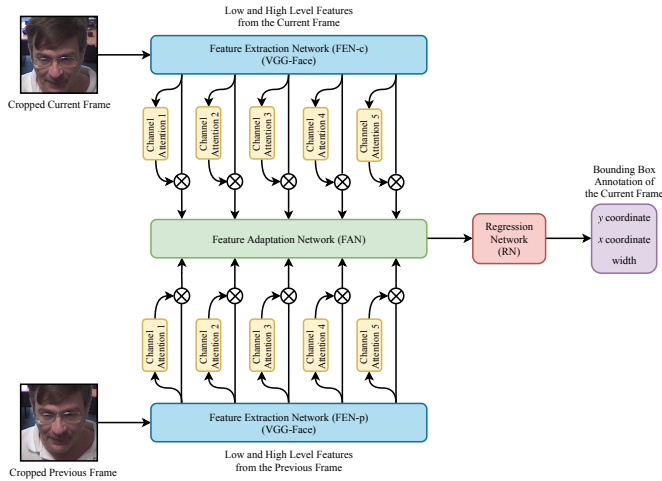 Low and High Level Features
from the Current Frame
Feature Extraction Network (FEN-c)
(VGG-Face)
Cropped Current Frame
Channel
Attention 1
Channel
Attention 2
Channel
Attention 3
Channel
Attention 4
Channel
Attention 5
Bounding Box
Annotation of
the Current Frame
y coordinate
x coordinate
width
Feature Adaptation Network (FAN)
Regression
Network
(RN)
Channel
Attention 1
Channel
Attention 2
Channel
Attention 3
Channel
Attention 4
Channel
Attention 5
Feature Extraction Network (FEN-p)
(VGG-Face)
Cropped Previous Frame
Low and High Level Features
from the Previous Frame